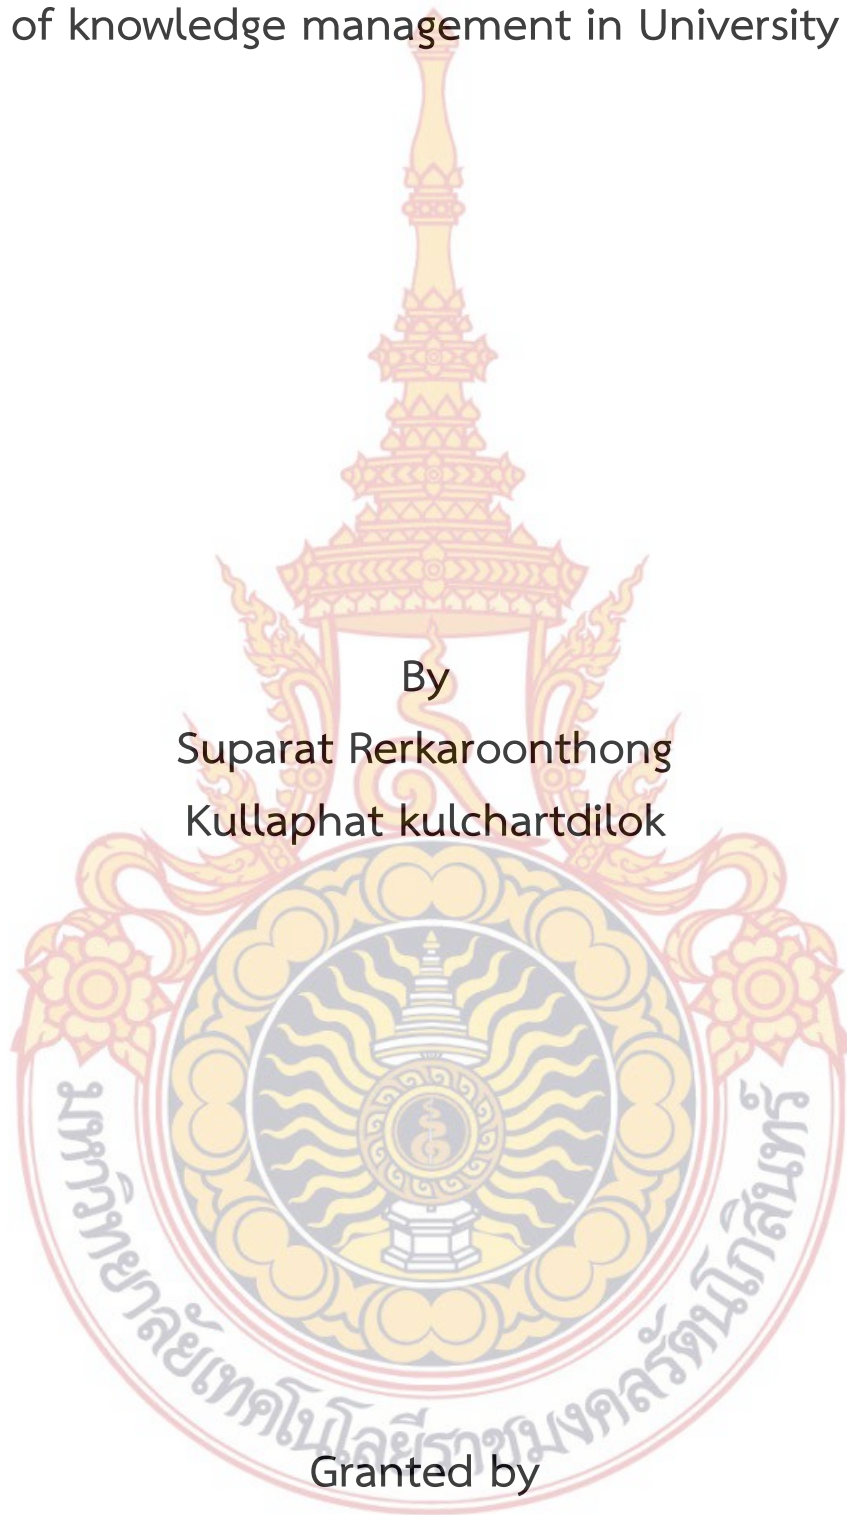 of knowledge management in University
By
Suparat Rerkaroonthong
Kullaphat kulchartdilok
มหาวิทยาลัยเทคโนโลยีราชมงคลรัตนโกสินทร์
Granted by